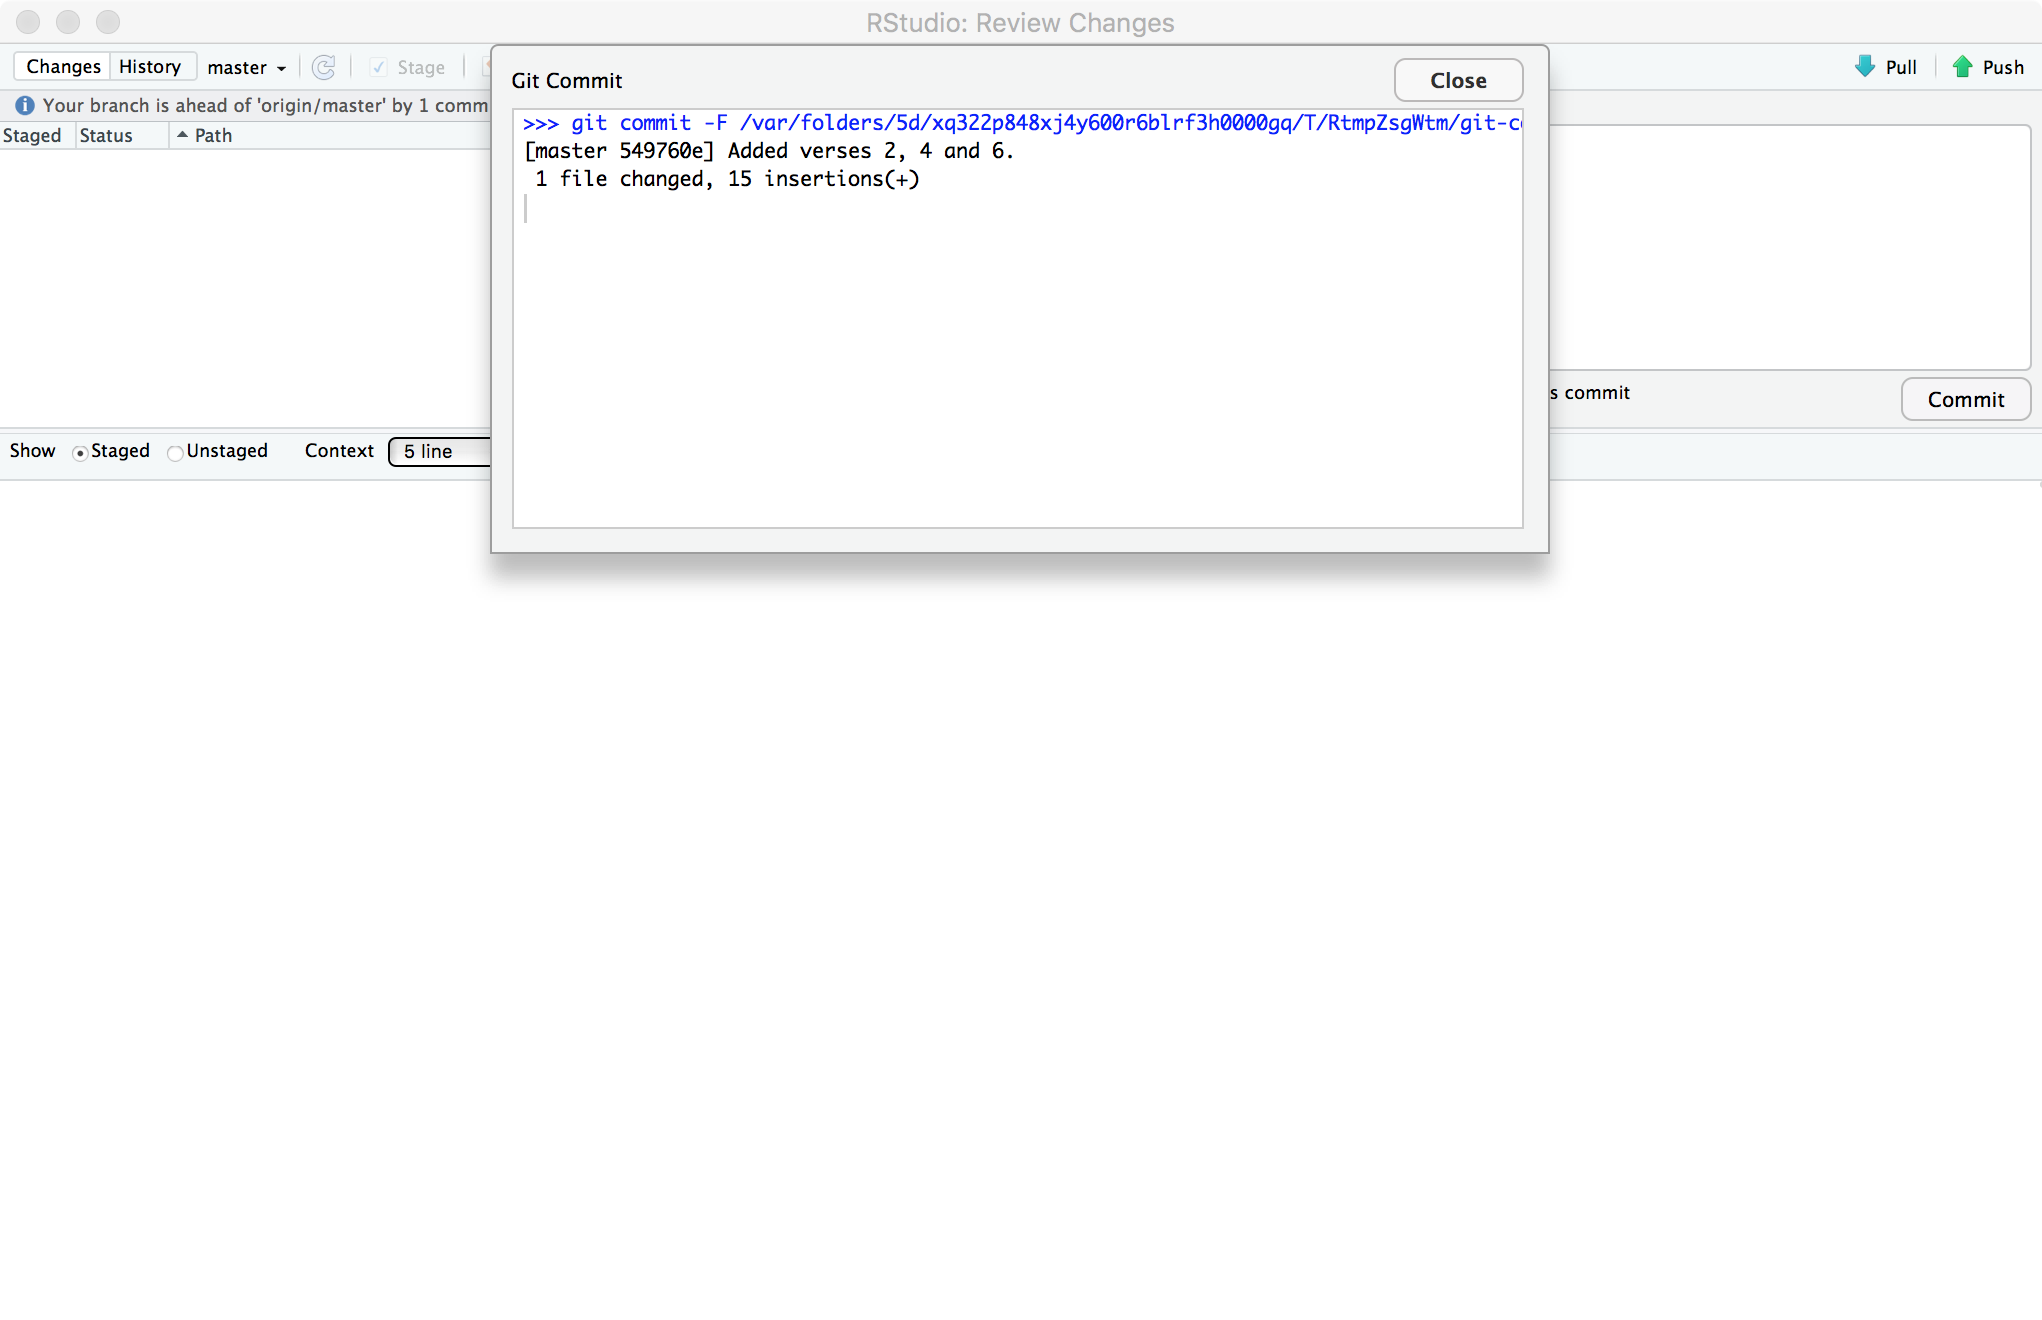 RStudio: Review Changes
Changes History master Stage Pull Push
Your branch is ahead of 'origin/master' by 1 comm
Staged Status Path
Git Commit Close
>>> git commit -F /var/folders/5d/xq322p848xj4y600r6blrf3h0000gq/T/RtmpZsgWtm/git-c
[master 549760e] Added verses 2, 4 and 6.
1 file changed, 15 insertions(+)
s commit Commit
Show Staged Unstaged Context 5 line